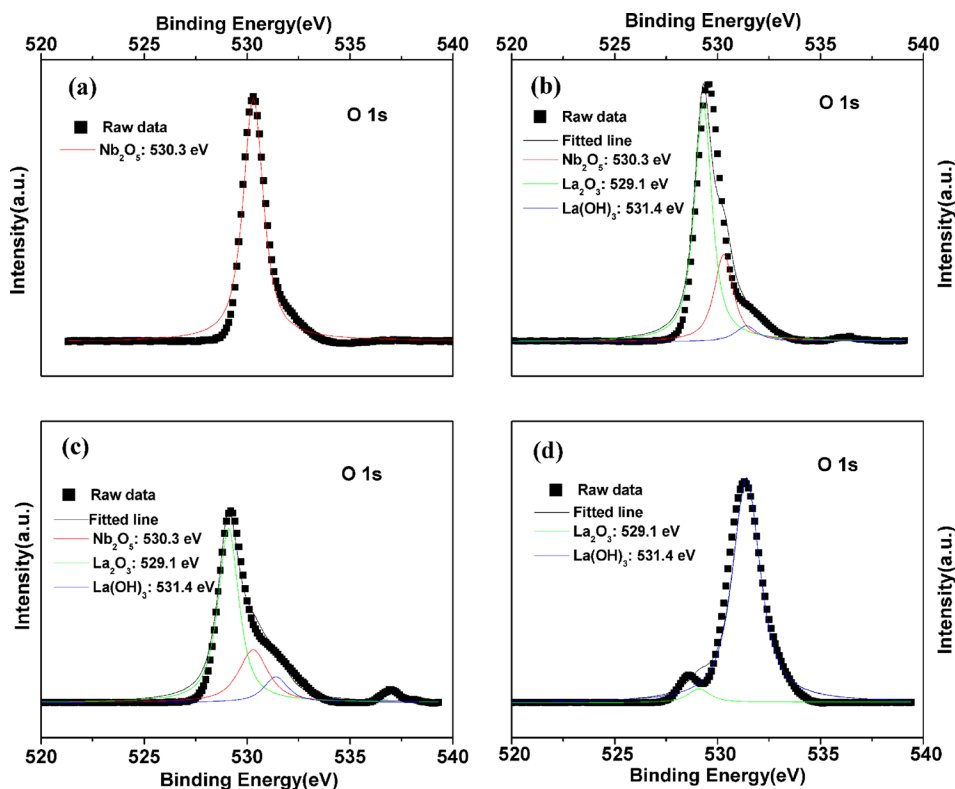 Binding Energy(eV)
520 525 530 535 540
(a)
O 1s
Raw data
Nb₂O₅: 530.3 eV
Intensity(a.u.)
Binding Energy(eV)
520 525 530 535 540
(b)
O 1s
Raw data
Fitted line
Nb₂O₅: 530.3 eV
La₂O₃: 529.1 eV
La(OH)₃: 531.4 eV
Intensity(a.u.)
(c)
O 1s
Raw data
Fitted line
Nb₂O₅: 530.3 eV
La₂O₃: 529.1 eV
La(OH)₃: 531.4 eV
Intensity(a.u.)
520 525 530 535 540
Binding Energy(eV)
(d)
O 1s
Raw data
Fitted line
La₂O₃: 529.1 eV
La(OH)₃: 531.4 eV
Intensity(a.u.)
520 525 530 535 540
Binding Energy(eV)